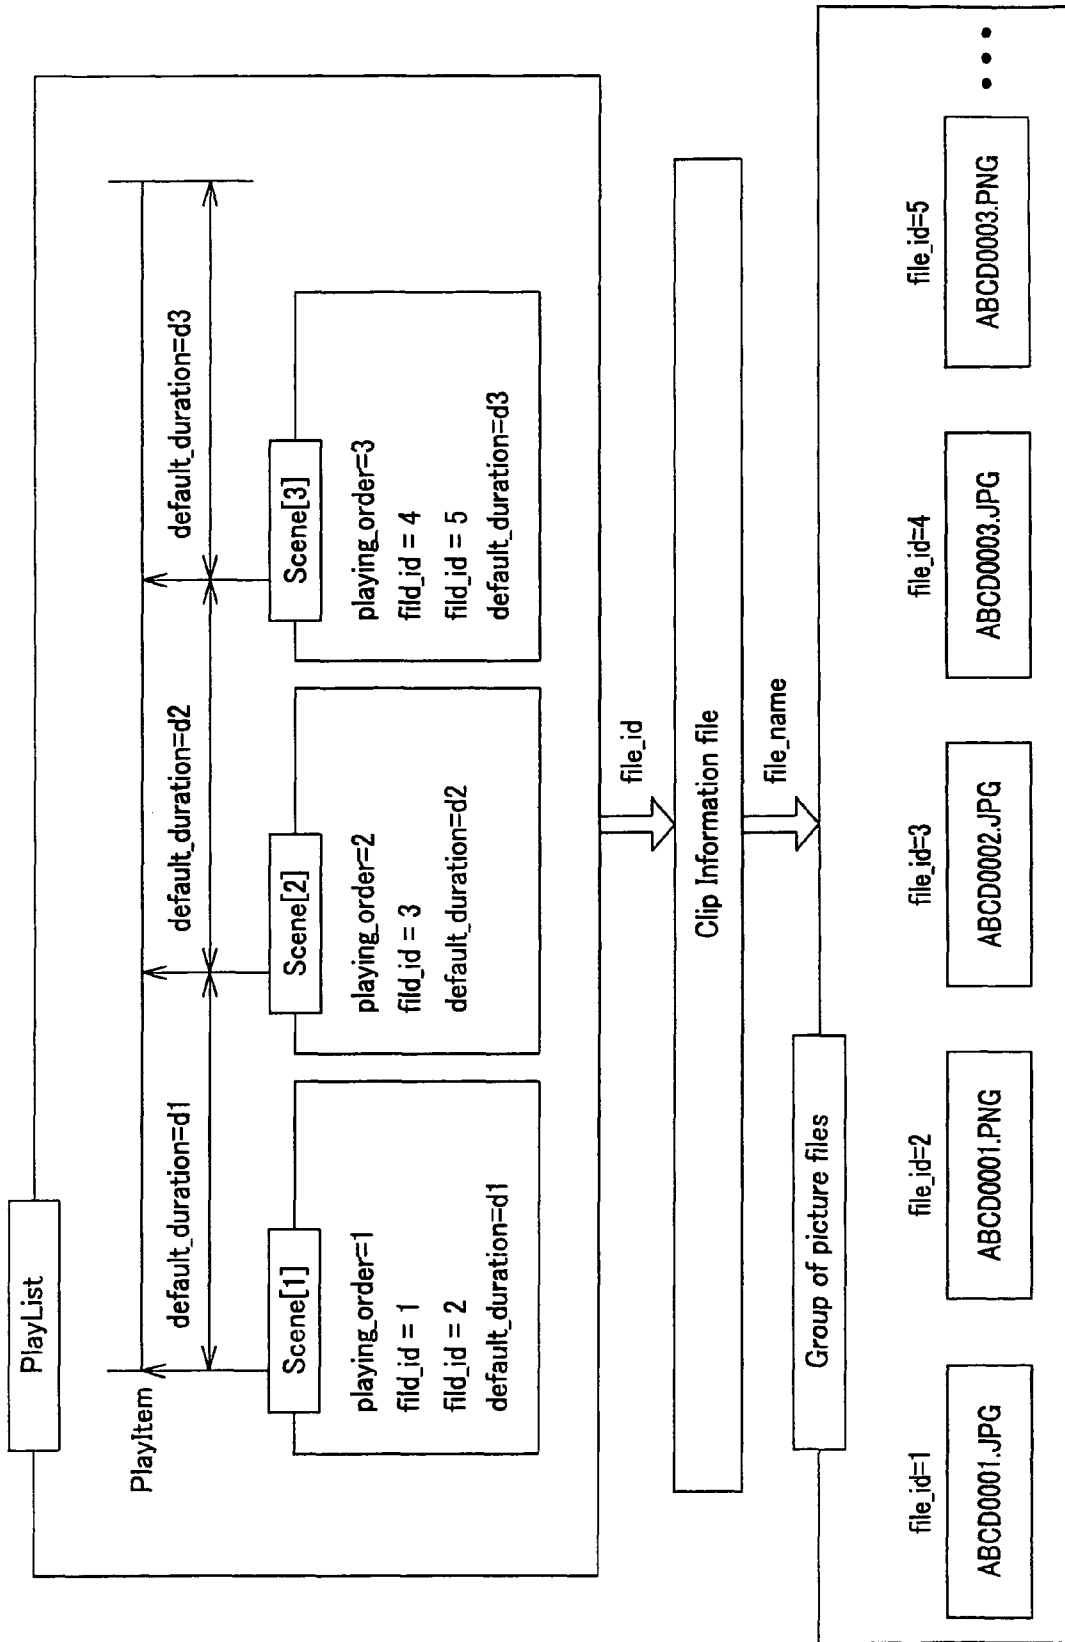 PlayList
PlayItem
default_duration=d1
default_duration=d2
default_duration=d3
Scene[1]
playing_order=1
fild_id = 1
fild_id = 2
default_duration=d1
Scene[2]
playing_order=2
fild_id = 3
default_duration=d2
Scene[3]
playing_order=3
fild_id = 4
fild_id = 5
default_duration=d3
file_id
Clip Information file
file_name
Group of picture files
file_id=1
ABCD0001.JPG
file_id=2
ABCD0001.PNG
file_id=3
ABCD0002.JPG
file_id=4
ABCD0003.JPG
file_id=5
ABCD0003.PNG
• • •